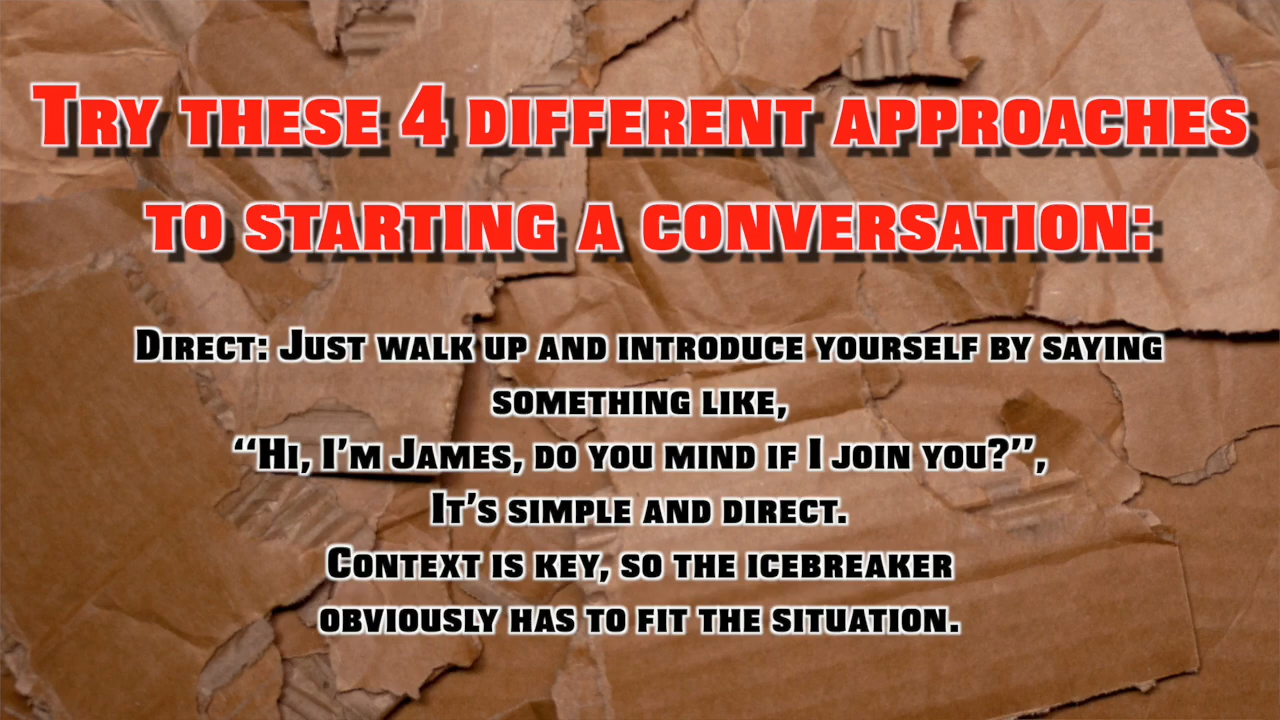 Try these 4 different approaches
to starting a conversation:
Direct: Just walk up and introduce yourself by saying
something like,
“Hi, I’m James, do you mind if I join you?”,
It’s simple and direct.
Context is key, so the icebreaker
obviously has to fit the situation.